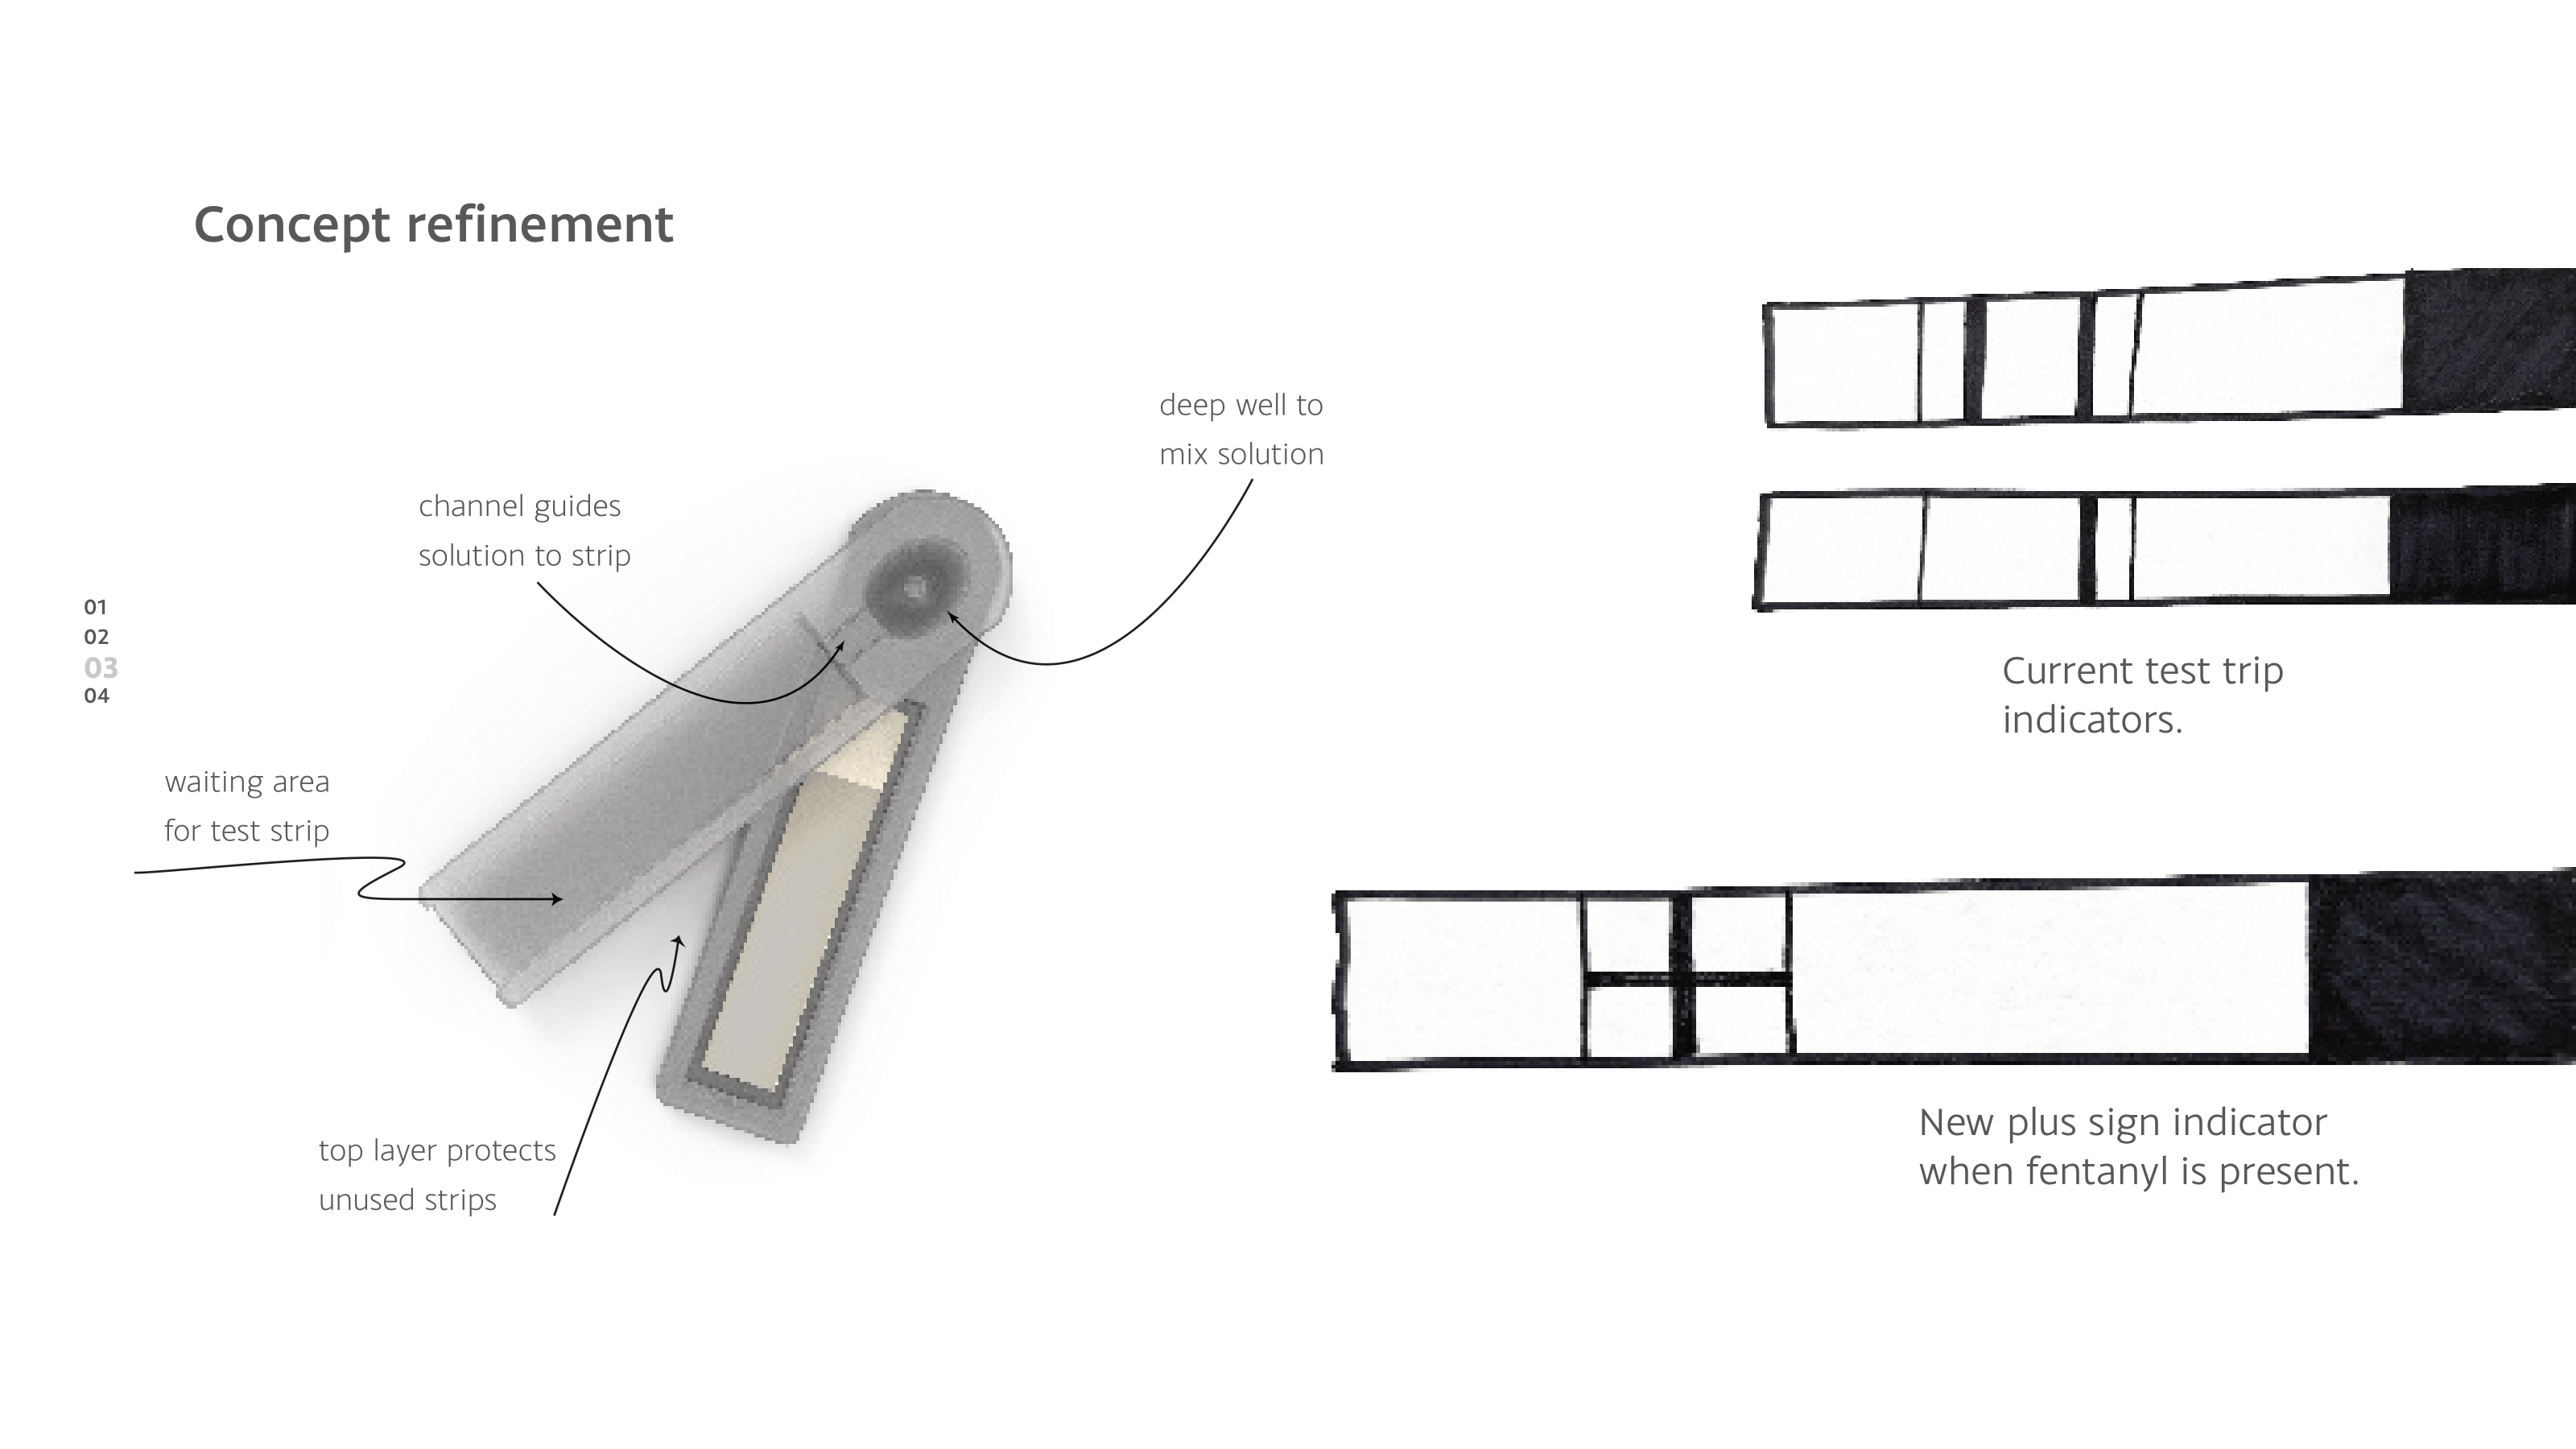 Concept refinement
deep well to
mix solution
channel guides
solution to strip
01
02
03
04
waiting area
for test strip
top layer protects
unused strips
Current test trip
indicators.
New plus sign indicator
when fentanyl is present.